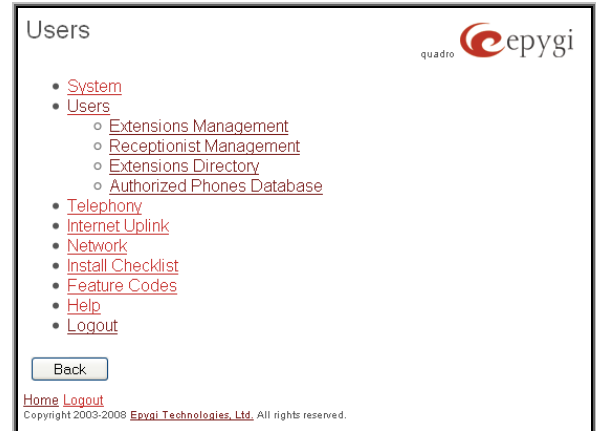 Users
quadro epygi
System
Users
Extensions Management
Receptionist Management
Extensions Directory
Authorized Phones Database
Telephony
Internet Uplink
Network
Install Checklist
Feature Codes
Help
Logout
Back
Home Logout
Copyright 2003-2008 Epygi Technologies, Ltd. All rights reserved.